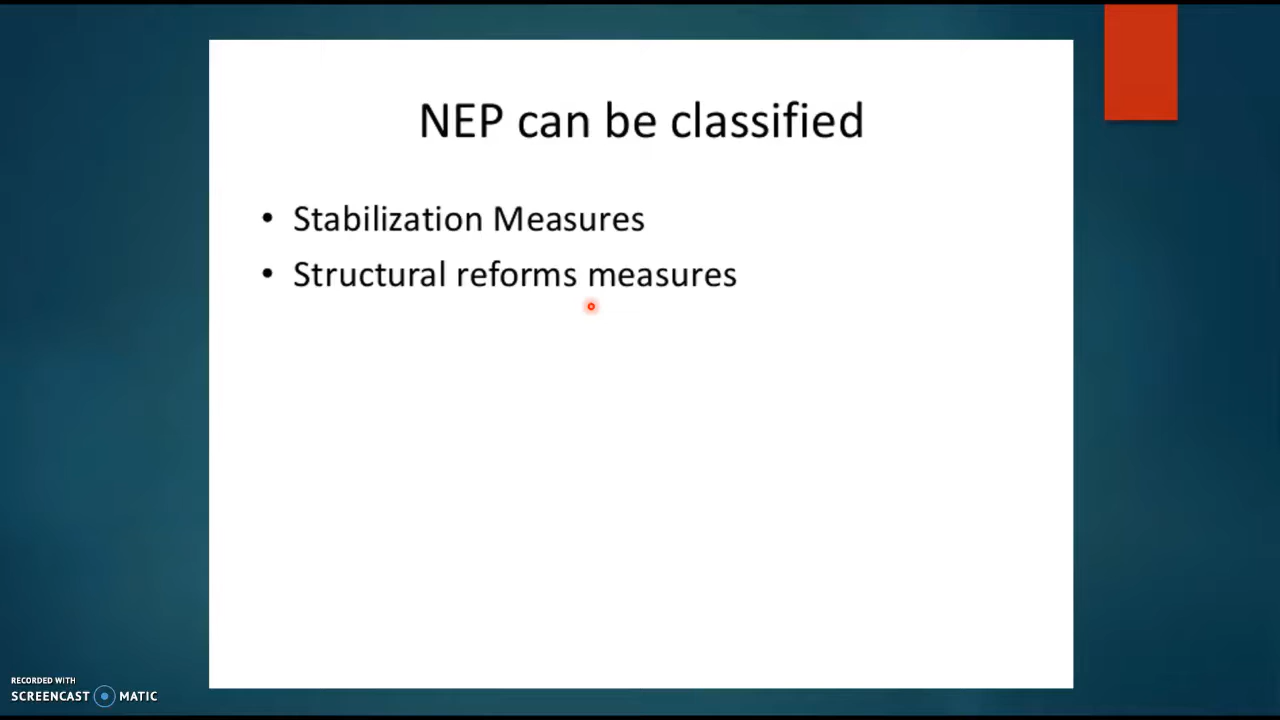 NEP can be classified
• Stabilization Measures
• Structural reforms measures
RECORDED WITH
SCREENCAST MATIC